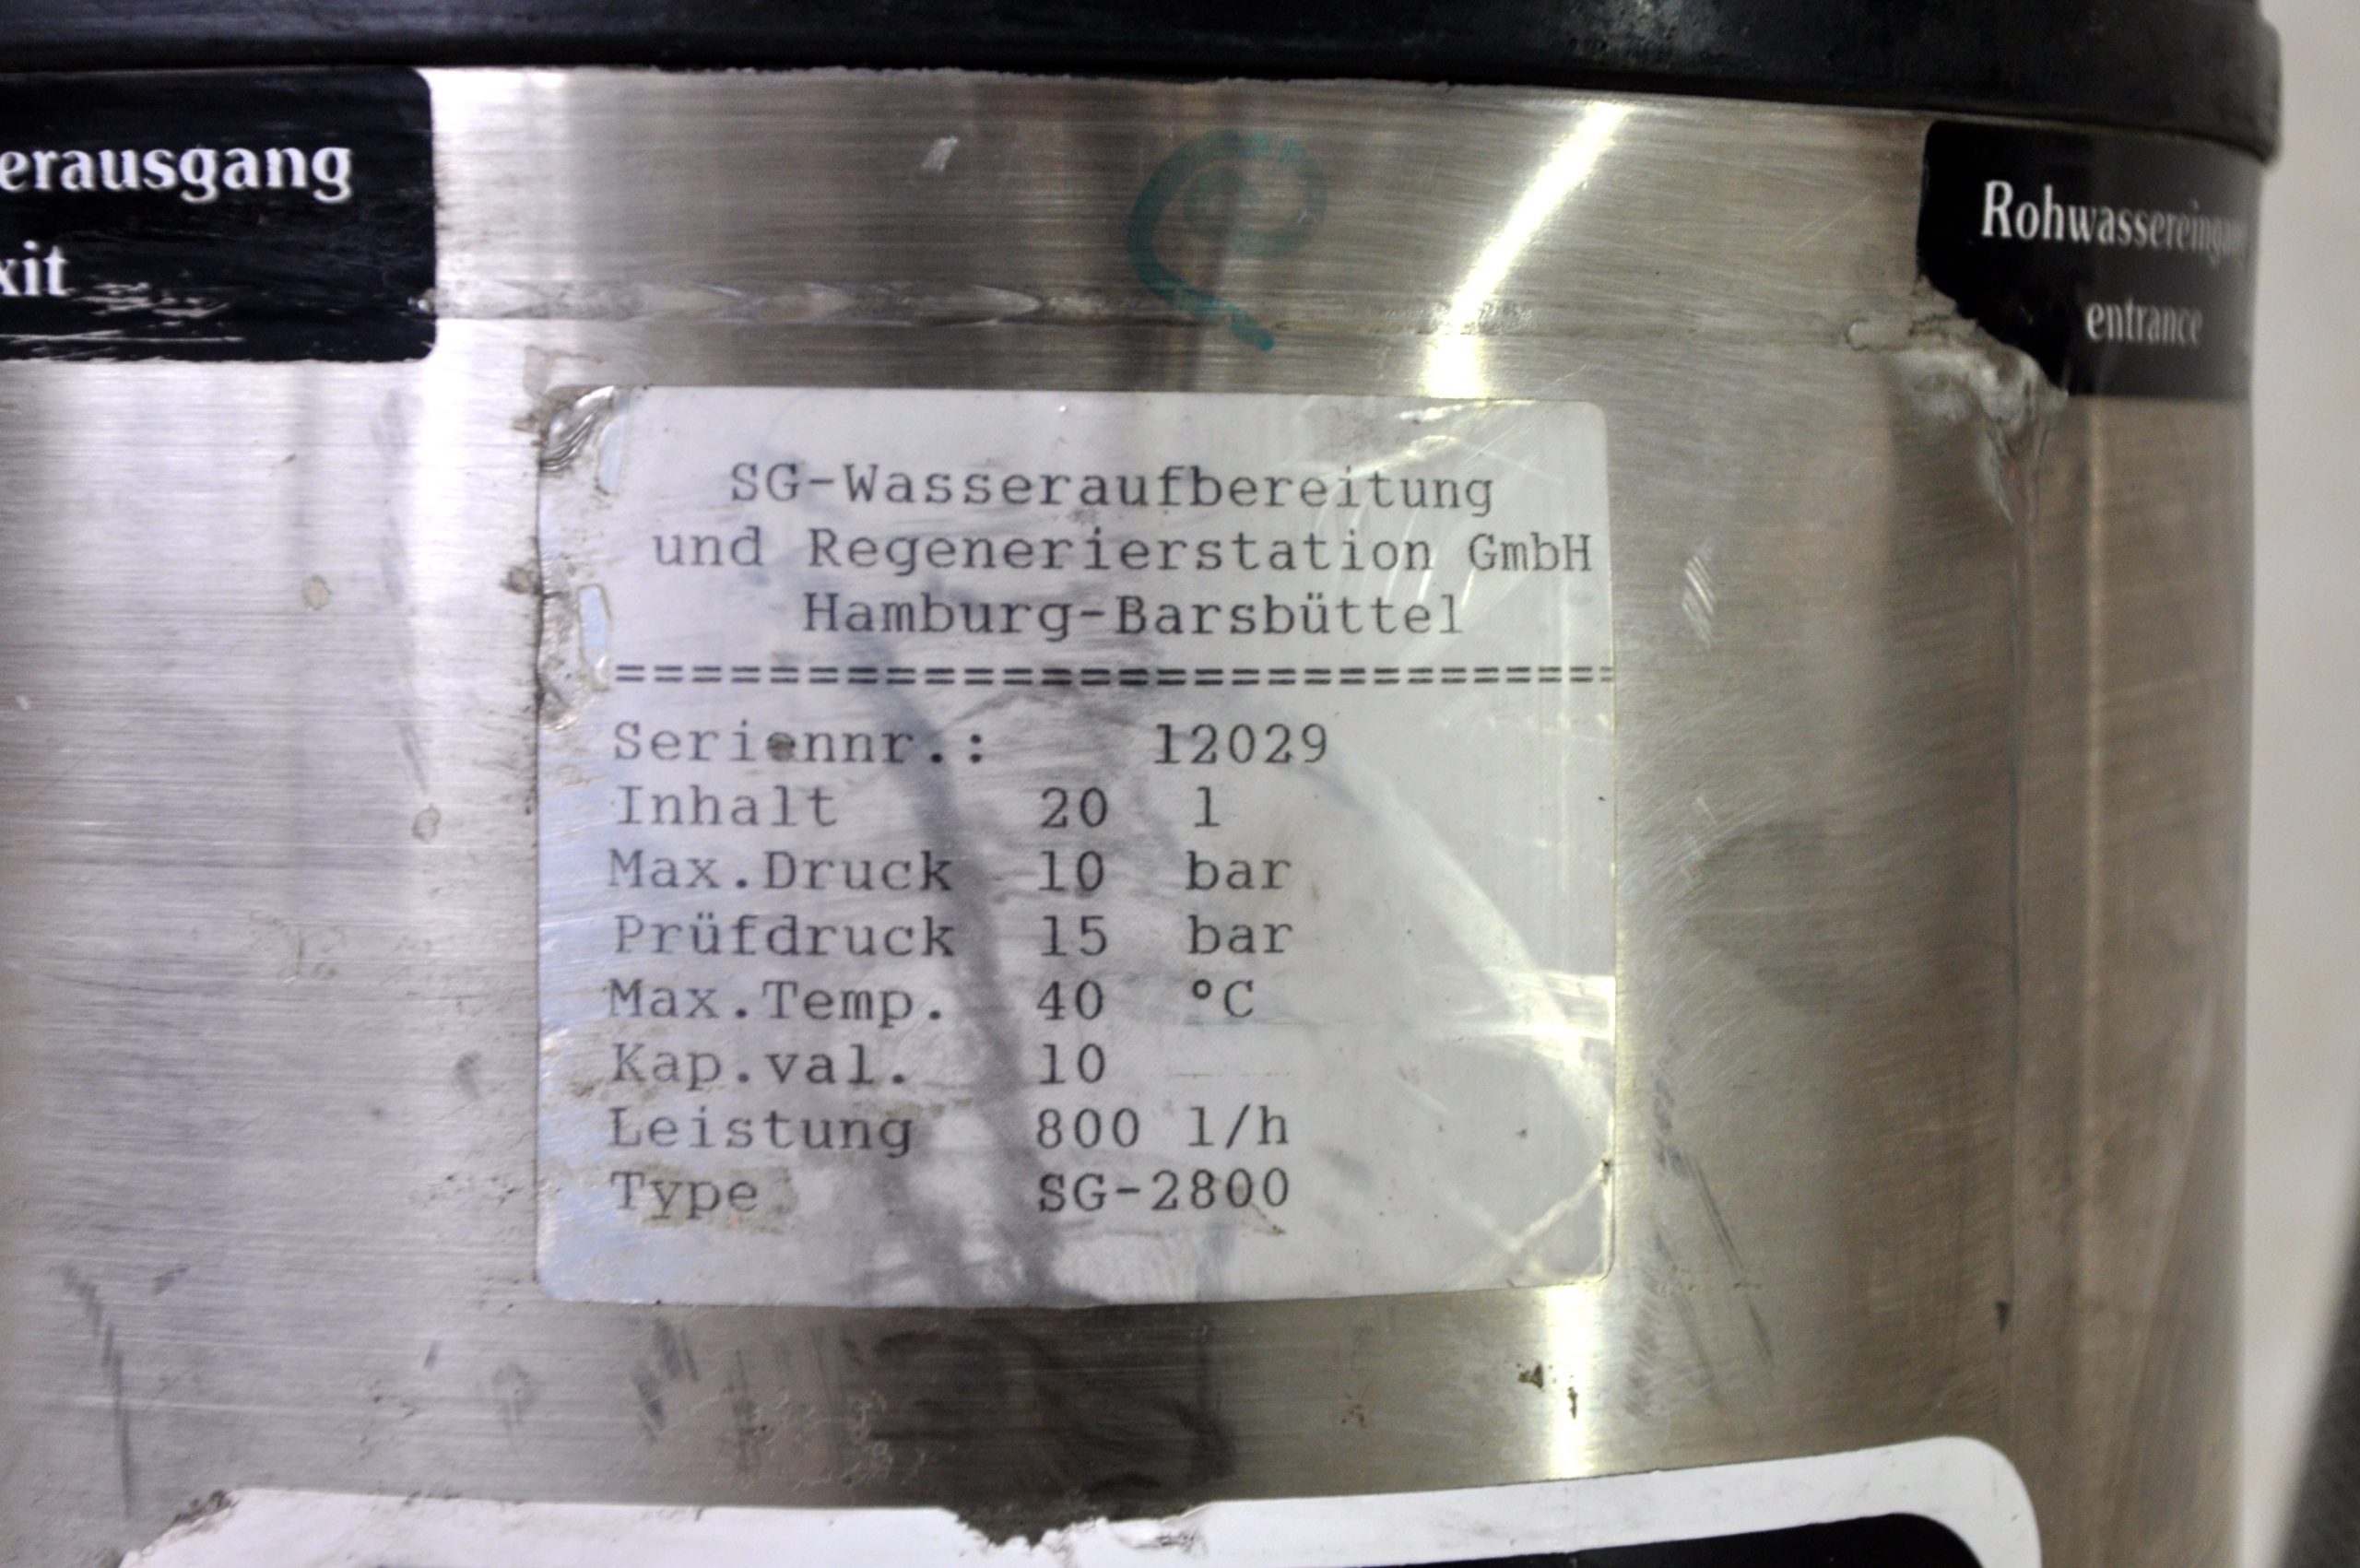 erausgang
xit
Rohwassereingang
entrance
SG-Wasseraufbereitung
und Regenerierstation GmbH
Hamburg-Barsbüttel
=============================
Seriennr.: 12029
Inhalt 20 l
Max.Druck 10 bar
Prüfdruck 15 bar
Max.Temp. 40 °C
Kap.val. 10
Leistung 800 l/h
Type SG-2800